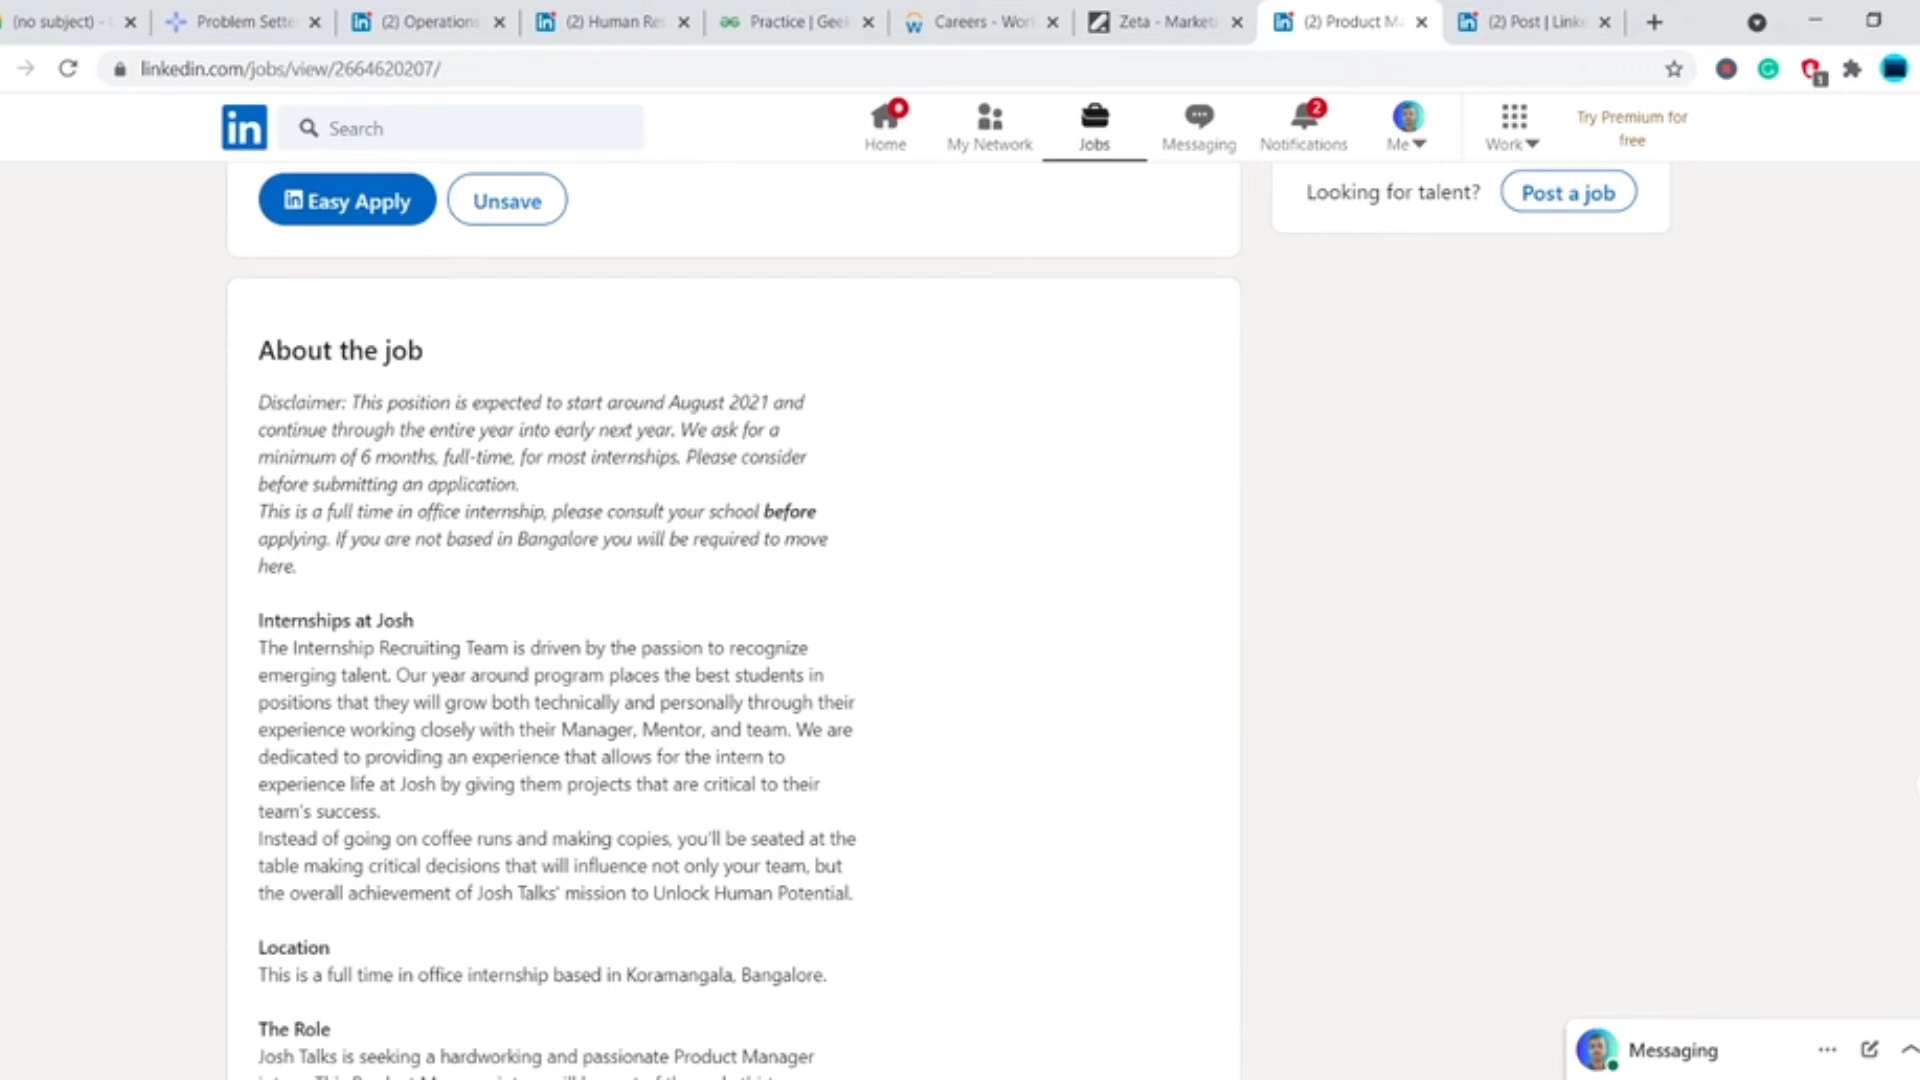 (no subject) -
Problem Sette
(2) Operations
(2) Human Res
Practice | Geek
Careers - Wor
Zeta - Marketi
(2) Product Ma
(2) Post | Linke
linkedin.com/jobs/view/2664620207/
1
in
Search
Home
My Network
Jobs
Messaging
2
Notifications
Me
Work
Try Premium for
free
in Easy Apply
Unsave
Looking for talent?
Post a job
About the job
Disclaimer: This position is expected to start around August 2021 and
continue through the entire year into early next year. We ask for a
minimum of 6 months, full-time, for most internships. Please consider
before submitting an application.
This is a full time in office internship, please consult your school before
applying. If you are not based in Bangalore you will be required to move
here.
Internships at Josh
The Internship Recruiting Team is driven by the passion to recognize
emerging talent. Our year around program places the best students in
positions that they will grow both technically and personally through their
experience working closely with their Manager, Mentor, and team. We are
dedicated to providing an experience that allows for the intern to
experience life at Josh by giving them projects that are critical to their
team's success.
Instead of going on coffee runs and making copies, you'll be seated at the
table making critical decisions that will influence not only your team, but
the overall achievement of Josh Talks' mission to Unlock Human Potential.
Location
This is a full time in office internship based in Koramangala, Bangalore.
The Role
Josh Talks is seeking a hardworking and passionate Product Manager
Messaging